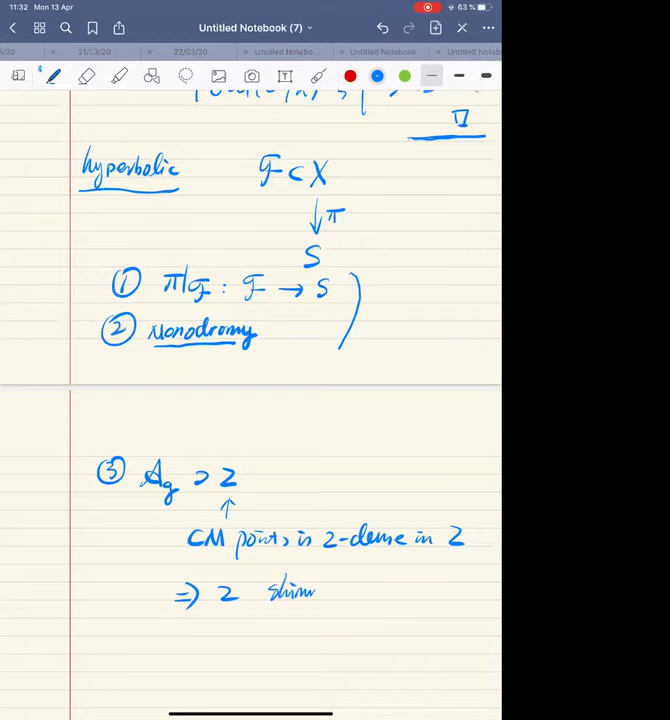 11:32 Mon 13 Apr
63 %
Untitled Notebook (7)
21/03/20
22/03/20
Untitled Notebo...
Untitled Notebook
Untitled Noteb
hyperbolic
F ⊂ X
↓ π
S
① π|F : F → S
② Monodromy
③ Ag ⊃ Z
↑
CM points is Z-dense in Z
⇒ Z shim